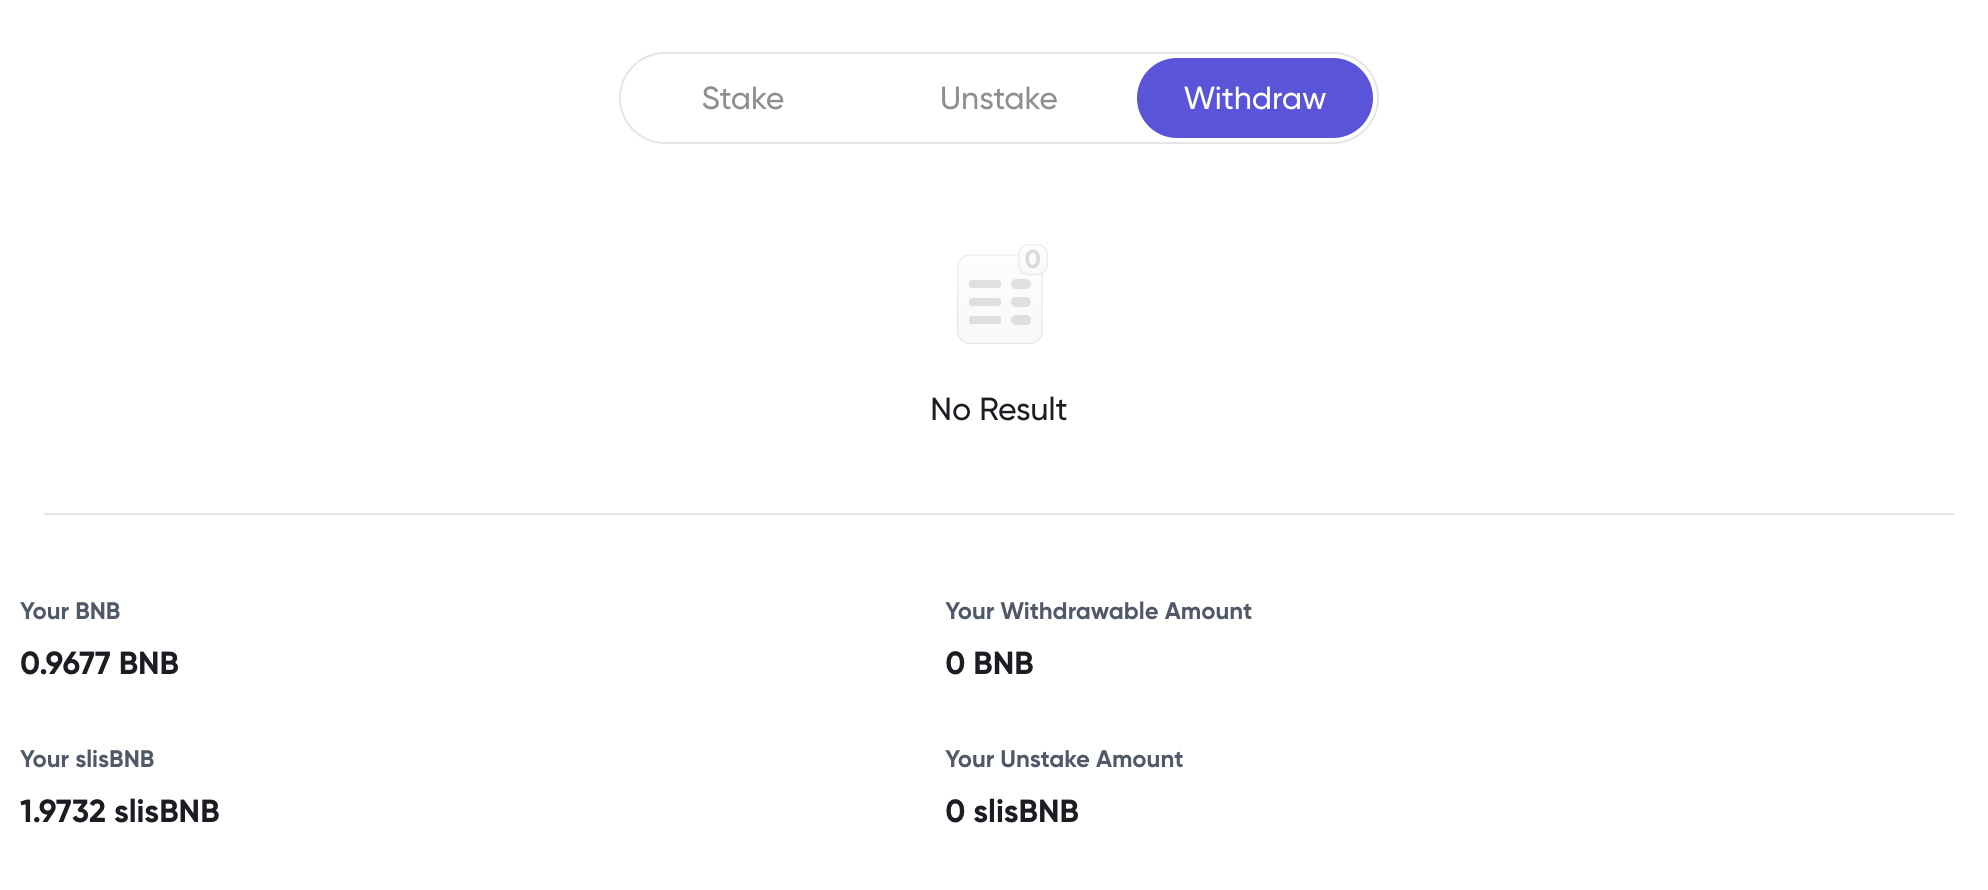 Stake
Unstake
Withdraw
0
No Result
Your BNB
0.9677 BNB
Your Withdrawable Amount
0 BNB
Your slisBNB
1.9732 slisBNB
Your Unstake Amount
0 slisBNB